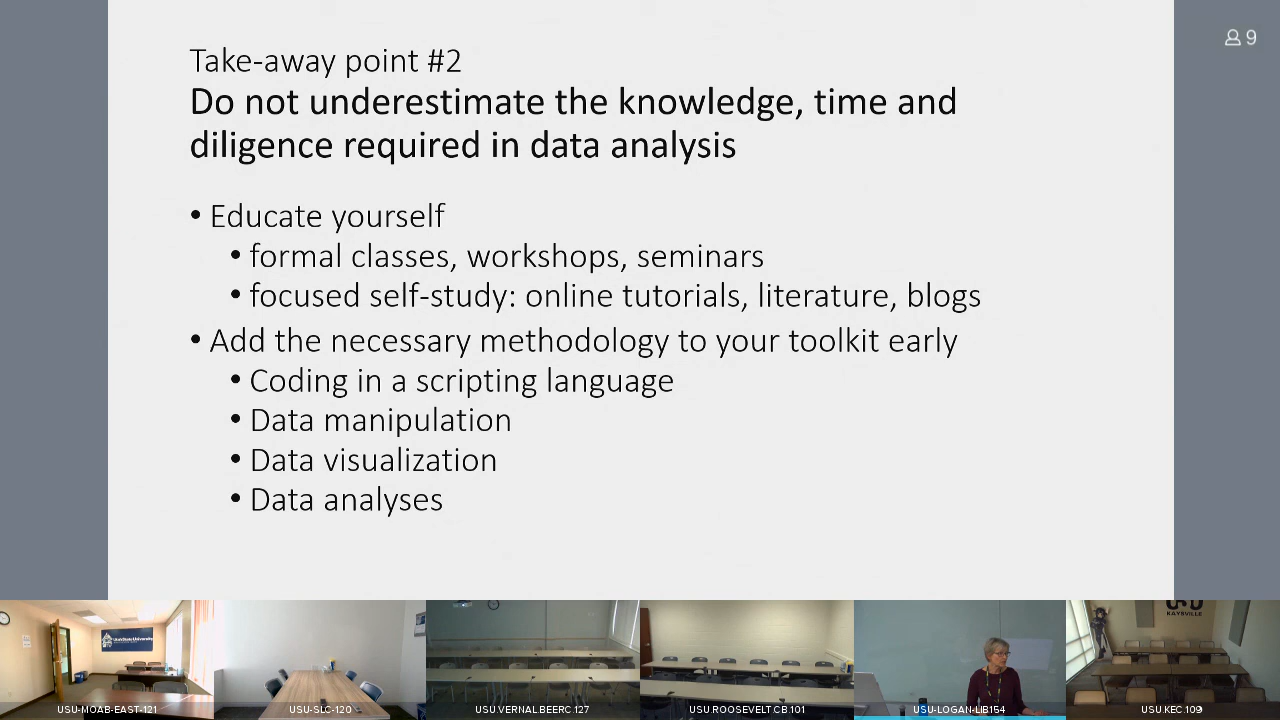 9
Take-away point #2
Do not underestimate the knowledge, time and
diligence required in data analysis
• Educate yourself
• formal classes, workshops, seminars
• focused self-study: online tutorials, literature, blogs
• Add the necessary methodology to your toolkit early
• Coding in a scripting language
• Data manipulation
• Data visualization
• Data analyses
UtahStateUniversity
USU
KAYSVILLE
USU-MOAB-EAST-121
USU-SLC-120
USU.VERNAL.BEERC.127
USU.ROOSEVELT.CB.101
USU-LOGAN-LIB154
USU.KEC.109